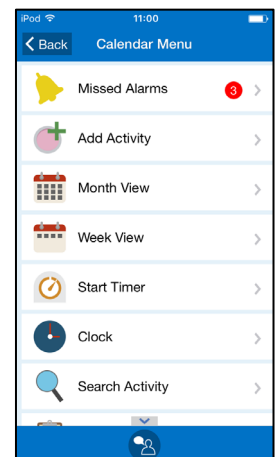 iPod 11:00
Back Calendar Menu
Missed Alarms 3
Add Activity
Month View
Week View
Start Timer
Clock
Search Activity